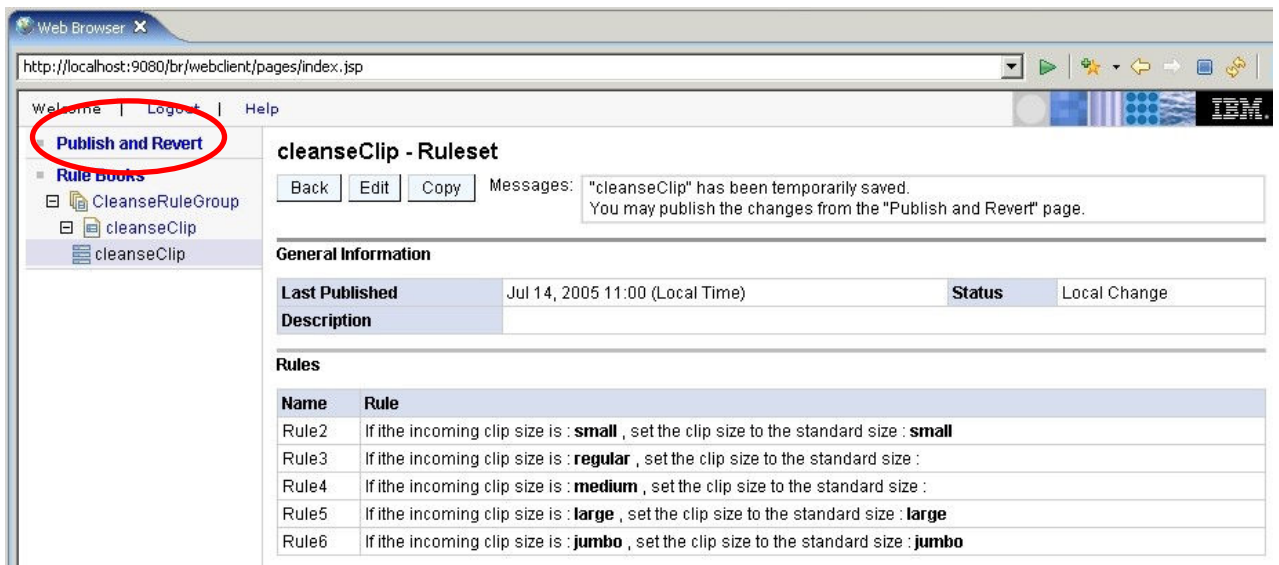 Web Browser
http://localhost:9080/br/webclient/pages/index.jsp
Welcome | Logout | Help
IBM.
Publish and Revert
Rule Books
CleanseRuleGroup
cleanseClip
cleanseClip
cleanseClip - Ruleset
Back Edit Copy Messages: "cleanseClip" has been temporarily saved.
You may publish the changes from the "Publish and Revert" page.
General Information
Last Published Jul 14, 2005 11:00 (Local Time) Status Local Change
Description
Rules
Name Rule
Rule2 If ithe incoming clip size is : small , set the clip size to the standard size : small
Rule3 If ithe incoming clip size is : regular , set the clip size to the standard size :
Rule4 If ithe incoming clip size is : medium , set the clip size to the standard size :
Rule5 If ithe incoming clip size is : large , set the clip size to the standard size : large
Rule6 If ithe incoming clip size is : jumbo , set the clip size to the standard size : jumbo